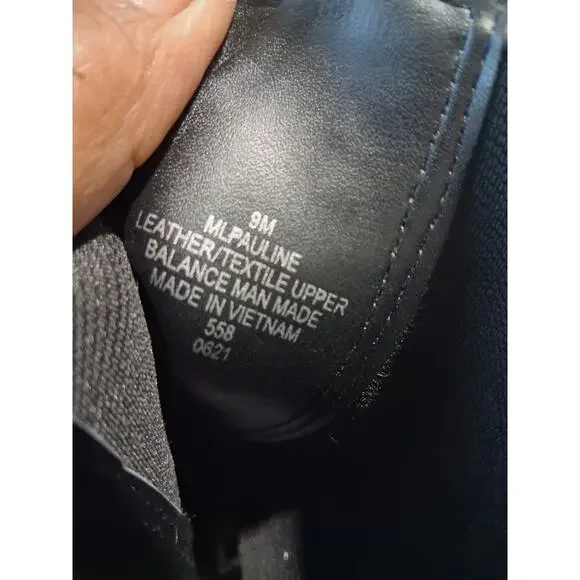 9M
MLPAULINE
LEATHER/TEXTILE UPPER
BALANCE MAN MADE
MADE IN VIETNAM
558
0621